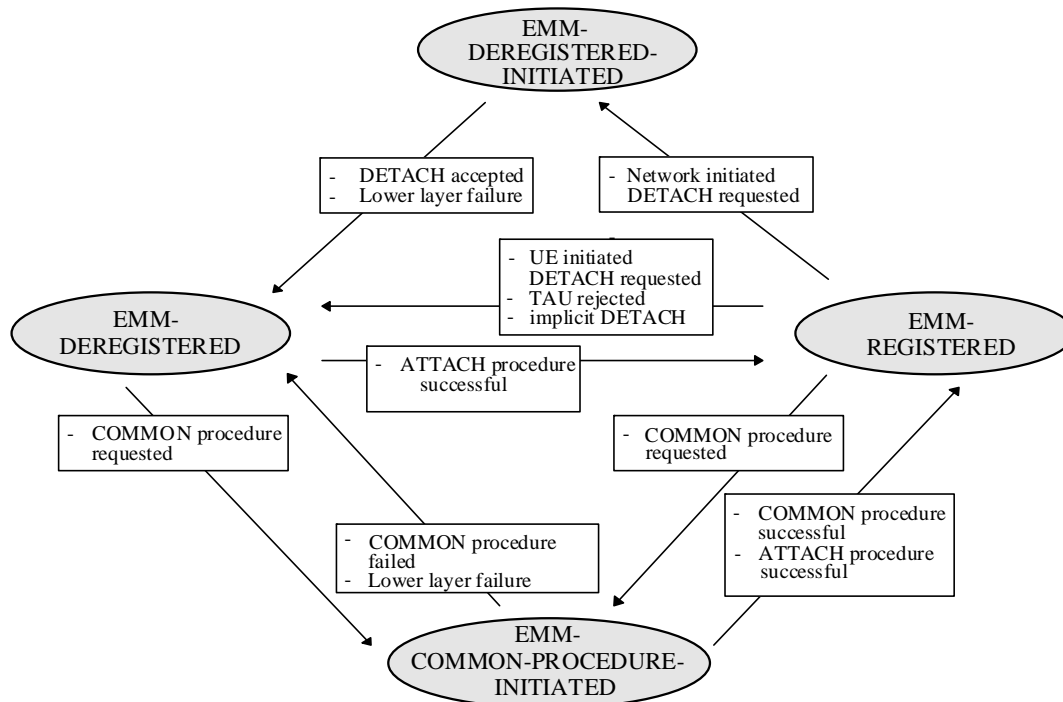 EMM-
DEREGISTERED-
INITIATED
- DETACH accepted
- Lower layer failure
- Network initiated
DETACH requested
- UE initiated
DETACH requested
- TAU rejected
- implicit DETACH
EMM-
DEREGISTERED
EMM-
REGISTERED
- ATTACH procedure
successful
- COMMON procedure
requested
- COMMON procedure
requested
- COMMON procedure
failed
- Lower layer failure
- COMMON procedure
successful
- ATTACH procedure
successful
EMM-
COMMON-PROCEDURE-
INITIATED